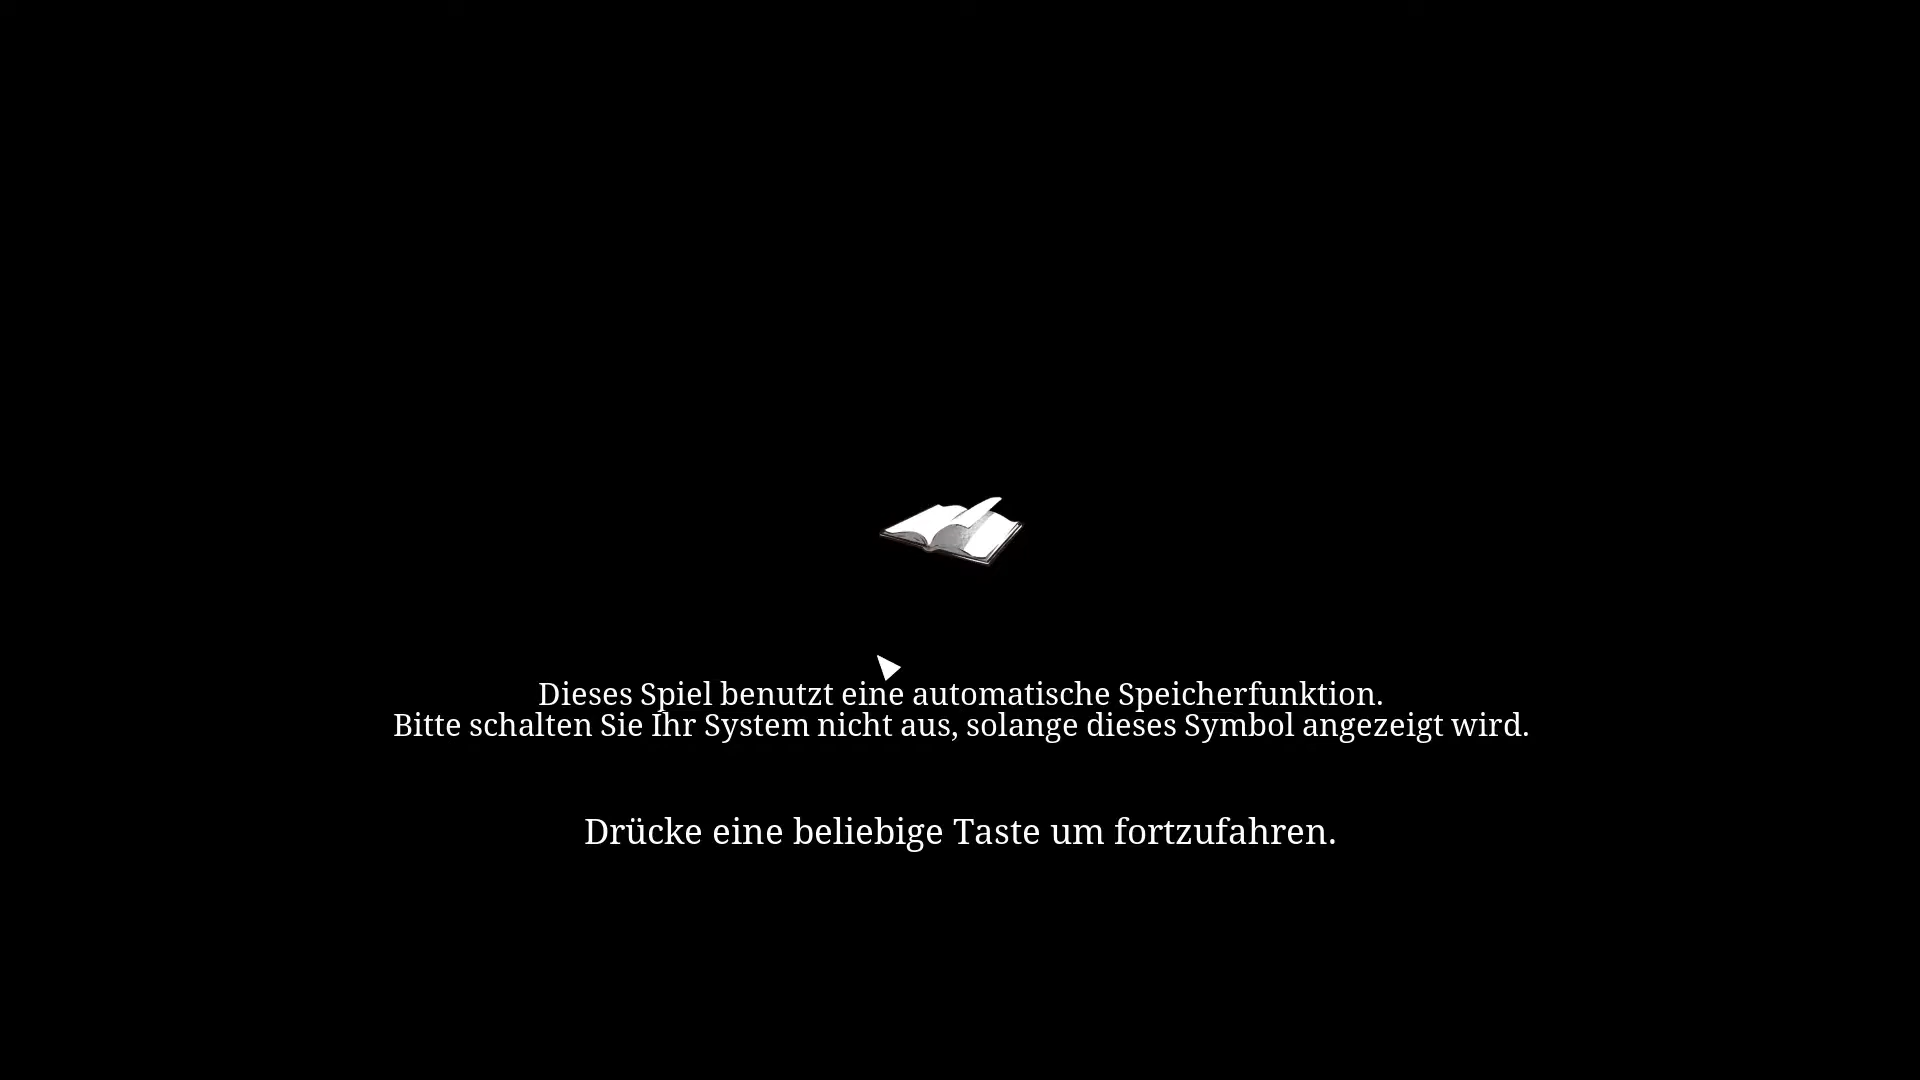 Dieses Spiel benutzt eine automatische Speicherfunktion.
Bitte schalten Sie Ihr System nicht aus, solange dieses Symbol angezeigt wird.
Drücke eine beliebige Taste um fortzufahren.